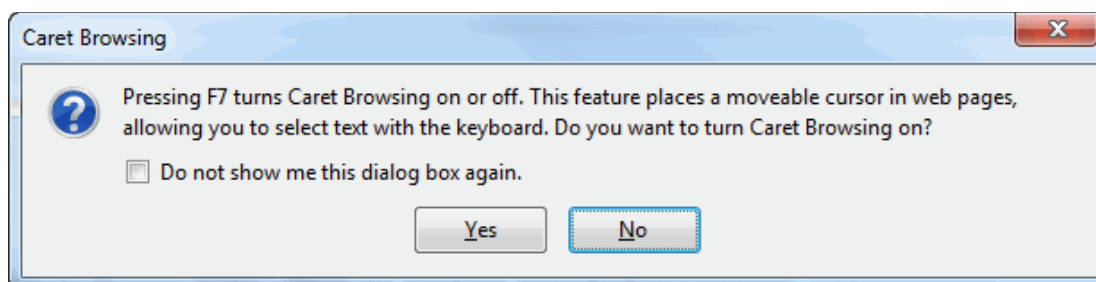 Caret Browsing
Pressing F7 turns Caret Browsing on or off. This feature places a moveable cursor in web pages,
allowing you to select text with the keyboard. Do you want to turn Caret Browsing on?
Do not show me this dialog box again.
Yes No